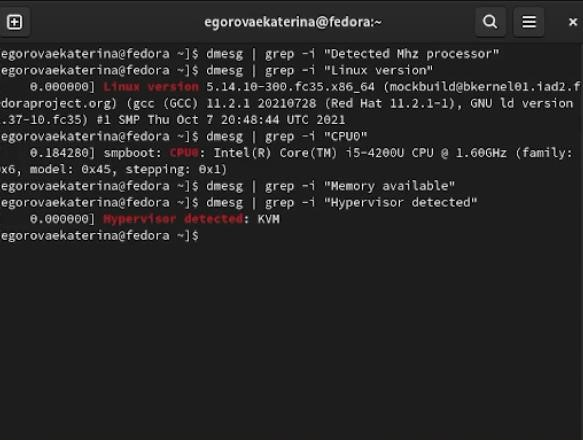 egorovaekaterina@fedora:~
egorovaekaterina@fedora ~]$ dmesg | grep -i "Detected Mhz processor"
egorovaekaterina@fedora ~]$ dmesg | grep -i "Linux version"
0.000000] Linux version 5.14.10-300.fc35.x86_64 (mockbuild@bkernel01.iad2.f
doraproject.org) (gcc (GCC) 11.2.1 20210728 (Red Hat 11.2.1-1), GNU ld version
.37-10.fc35) #1 SMP Thu Oct 7 20:48:44 UTC 2021
egorovaekaterina@fedora ~]$ dmesg | grep -i "CPU0"
0.184280] smpboot: CPU0: Intel(R) Core(TM) i5-4200U CPU @ 1.60GHz (family:
x6, model: 0x45, stepping: 0x1)
egorovaekaterina@fedora ~]$ dmesg | grep -i "Memory available"
egorovaekaterina@fedora ~]$ dmesg | grep -i "Hypervisor detected"
0.000000] Hypervisor detected: KVM
egorovaekaterina@fedora ~]$